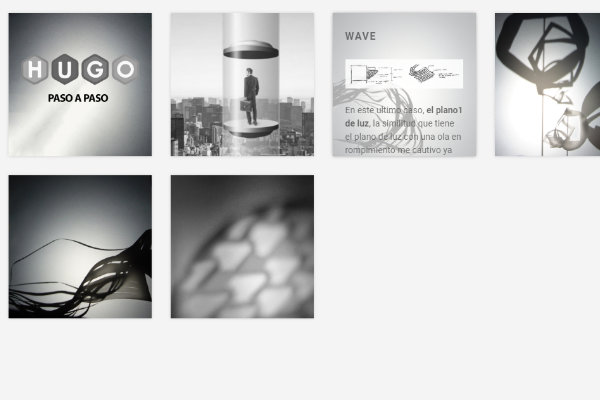 HUGO
PASO A PASO
WAVE
En este ultimo paso, el plano1
de luz, la similitud que tiene
el plano de luz con una ola en
rompimiento me cautivo ya